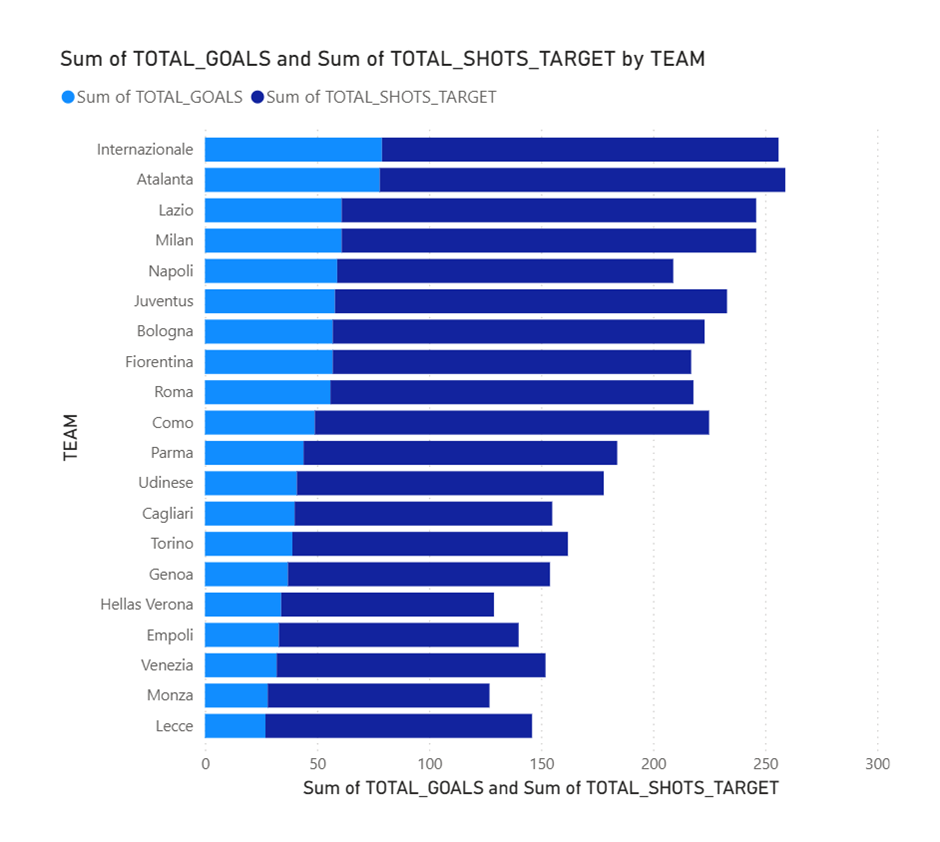 Sum of TOTAL_GOALS and Sum of TOTAL_SHOTS_TARGET by TEAM
Sum of TOTAL_GOALS Sum of TOTAL_SHOTS_TARGET
TEAM
Internazionale
Atalanta
Lazio
Milan
Napoli
Juventus
Bologna
Fiorentina
Roma
Como
Parma
Udinese
Cagliari
Torino
Genoa
Hellas Verona
Empoli
Venezia
Monza
Lecce
0 50 100 150 200 250 300
Sum of TOTAL_GOALS and Sum of TOTAL_SHOTS_TARGET